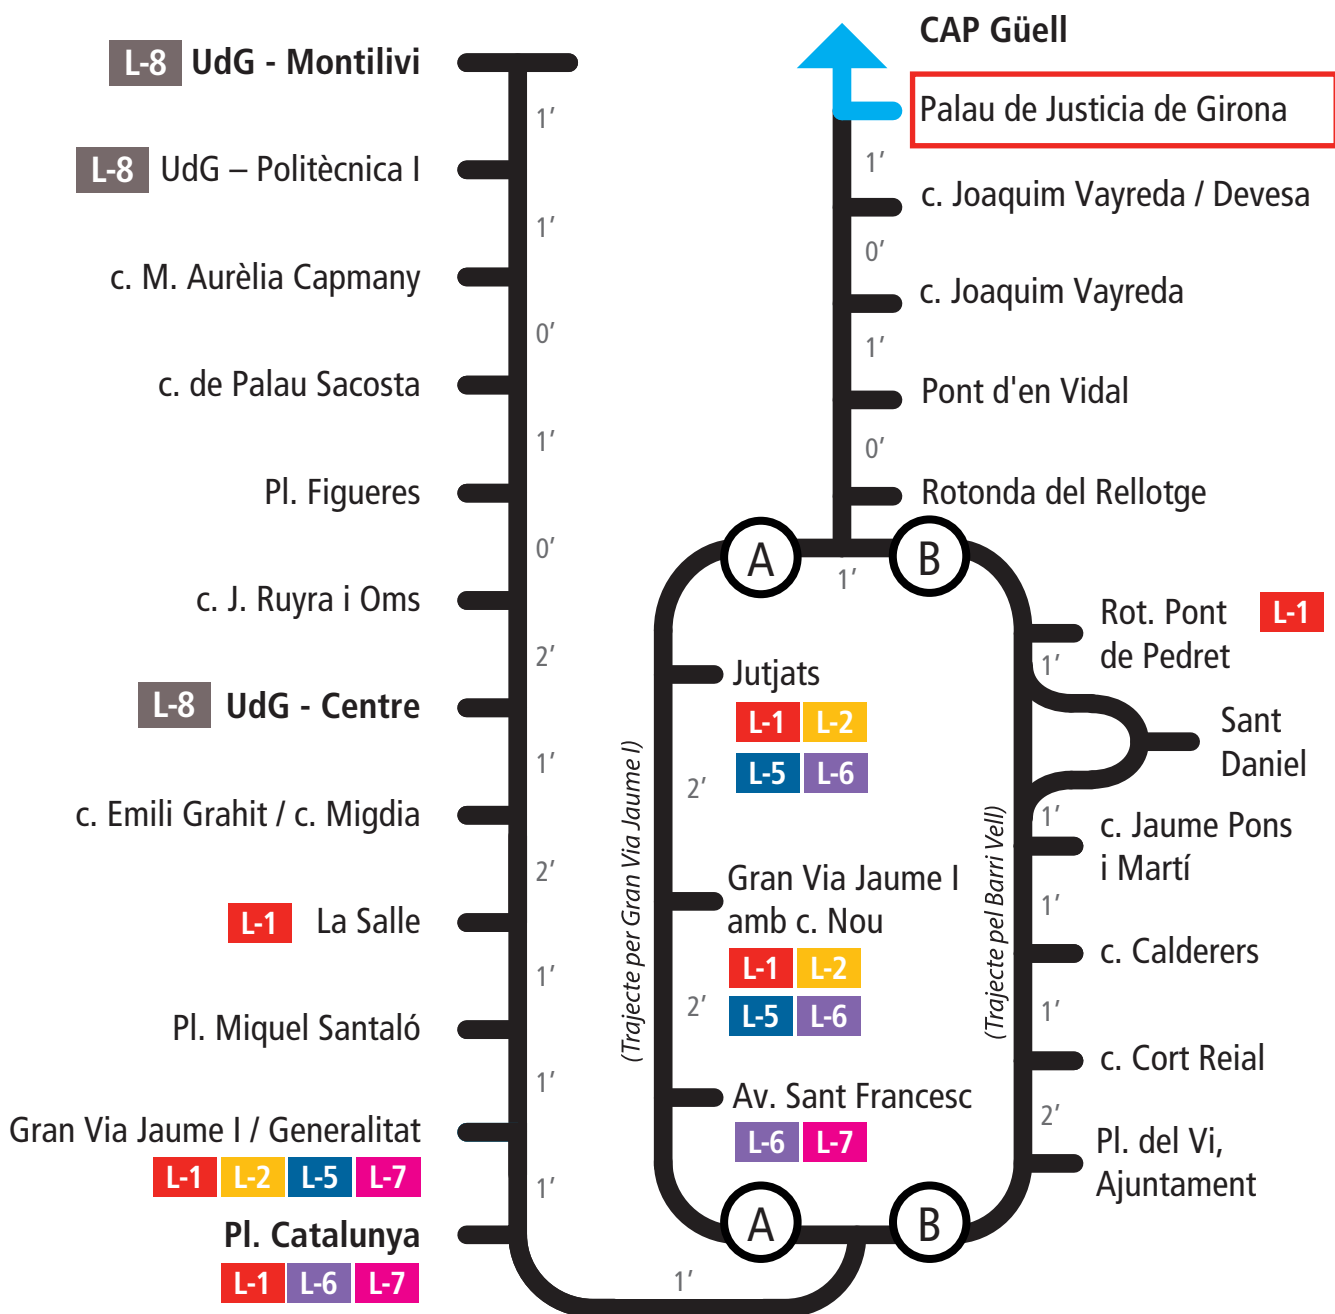 L-8 UdG - Montilivi
1’
L-8 UdG – Politècnica I
1’
c. M. Aurèlia Capmany
0’
c. de Palau Sacosta
1’
Pl. Figueres
0’
c. J. Ruyra i Oms
2’
L-8 UdG - Centre
1’
c. Emili Grahit / c. Migdia
2’
L-1 La Salle
1’
Pl. Miquel Santaló
1’
Gran Via Jaume I / Generalitat
L-1 L-2 L-5 L-7
1’
Pl. Catalunya
L-1 L-6 L-7
1’
CAP Güell
Palau de Justicia de Girona
1’
c. Joaquim Vayreda / Devesa
0’
c. Joaquim Vayreda
1’
Pont d'en Vidal
0’
Rotonda del Rellotge
A
B
1’
(Trajecte per Gran Via Jaume I)
Jutjats
L-1 L-2
L-5 L-6
2’
Gran Via Jaume I
amb c. Nou
L-1 L-2
L-5 L-6
2’
Av. Sant Francesc
L-6 L-7
A
(Trajecte pel Barri Vell)
Rot. Pont L-1
de Pedret
1’
Sant
Daniel
1’
c. Jaume Pons
i Martí
1’
c. Calderers
1’
c. Cort Reial
2’
Pl. del Vi,
Ajuntament
B